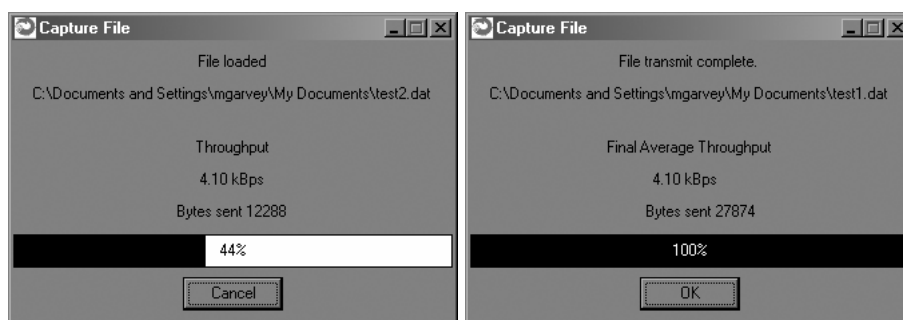 Capture File
File loaded
C:\Documents and Settings\mgarvey\My Documents\test2.dat
Throughput
4.10 kBps
Bytes sent 12288
44%
Cancel
Capture File
File transmit complete.
C:\Documents and Settings\mgarvey\My Documents\test1.dat
Final Average Throughput
4.10 kBps
Bytes sent 27874
100%
OK